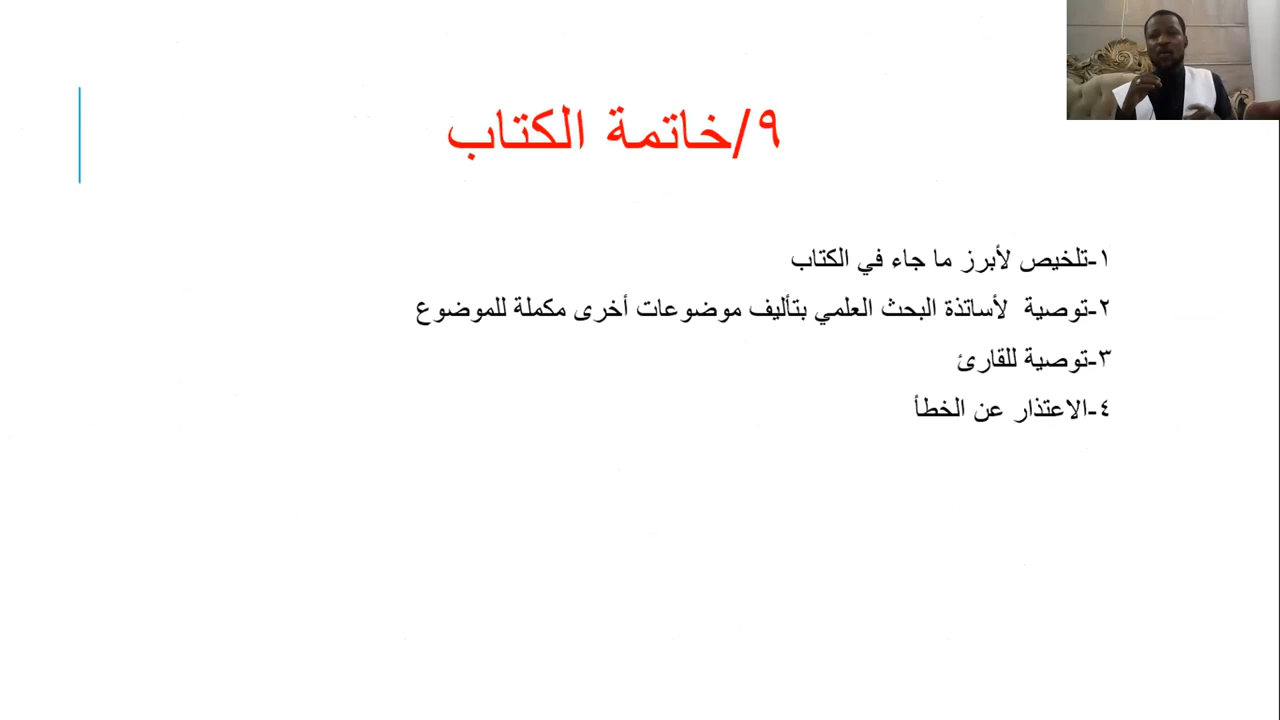 ٩/خاتمة الكتاب
١-تلخيص لأبرز ما جاء في الكتاب
٢-توصية لأساتذة البحث العلمي بتأليف موضوعات أخرى مكملة للموضوع
٣-توصية للقارئ
٤-الاعتذار عن الخطأ